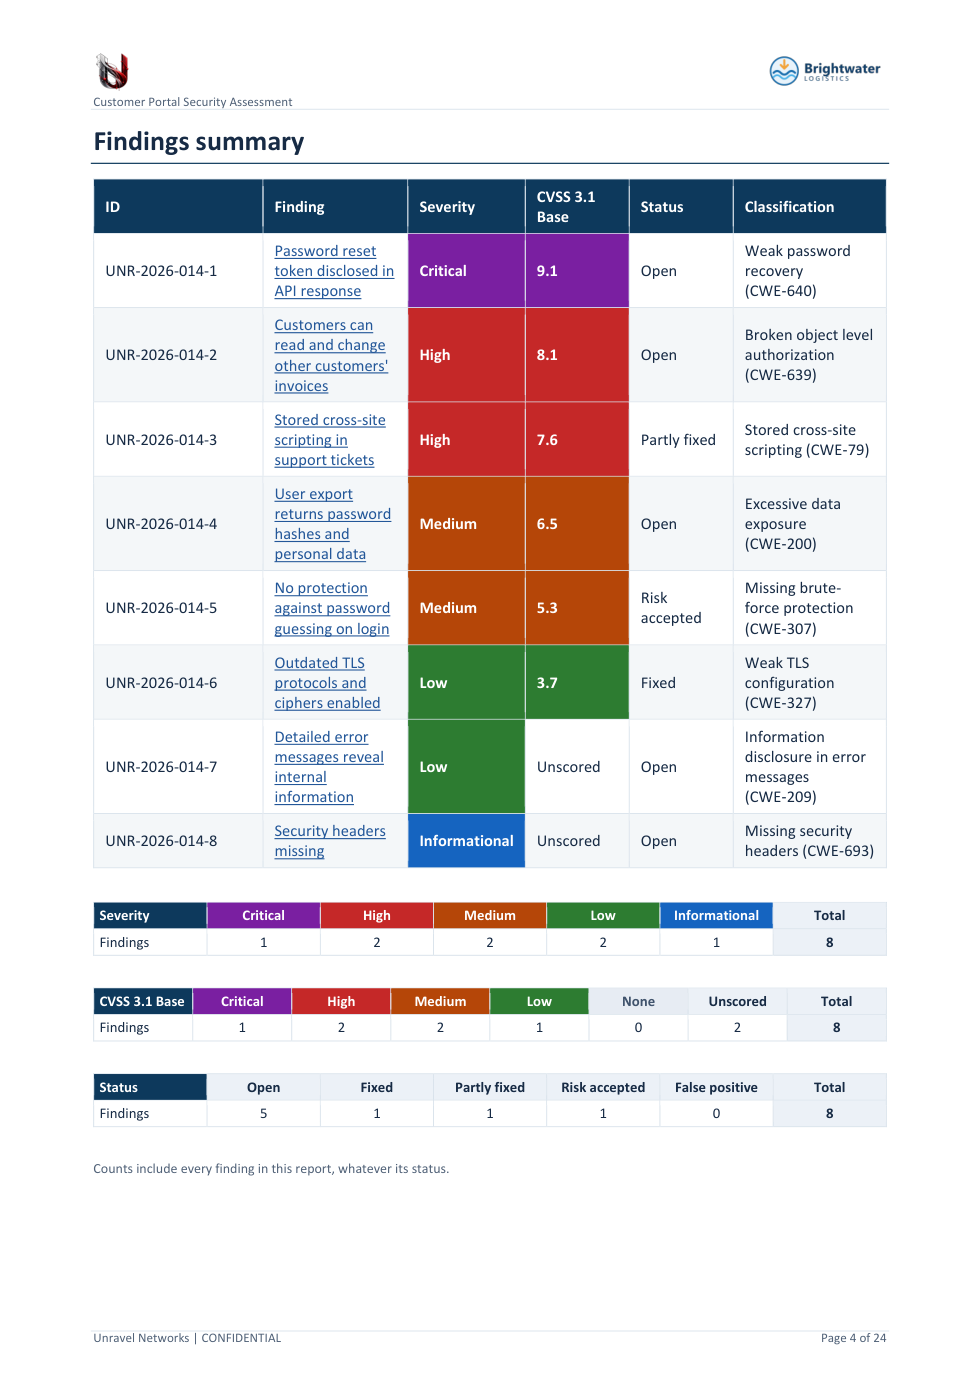 Brightwater
LOGISTICS
Customer Portal Security Assessment
Findings summary
ID Finding Severity CVSS 3.1 Base Status Classification
UNR-2026-014-1 Password reset token disclosed in API response Critical 9.1 Open Weak password recovery (CWE-640)
UNR-2026-014-2 Customers can read and change other customers' invoices High 8.1 Open Broken object level authorization (CWE-639)
UNR-2026-014-3 Stored cross-site scripting in support tickets High 7.6 Partly fixed Stored cross-site scripting (CWE-79)
UNR-2026-014-4 User export returns password hashes and personal data Medium 6.5 Open Excessive data exposure (CWE-200)
UNR-2026-014-5 No protection against password guessing on login Medium 5.3 Risk accepted Missing brute-force protection (CWE-307)
UNR-2026-014-6 Outdated TLS protocols and ciphers enabled Low 3.7 Fixed Weak TLS configuration (CWE-327)
UNR-2026-014-7 Detailed error messages reveal internal information Low Unscored Open Information disclosure in error messages (CWE-209)
UNR-2026-014-8 Security headers missing Informational Unscored Open Missing security headers (CWE-693)
Severity Critical High Medium Low Informational Total
Findings 1 2 2 2 1 8
CVSS 3.1 Base Critical High Medium Low None Unscored Total
Findings 1 2 2 1 0 2 8
Status Open Fixed Partly fixed Risk accepted False positive Total
Findings 5 1 1 1 0 8
Counts include every finding in this report, whatever its status.
Unravel Networks | CONFIDENTIAL Page 4 of 24